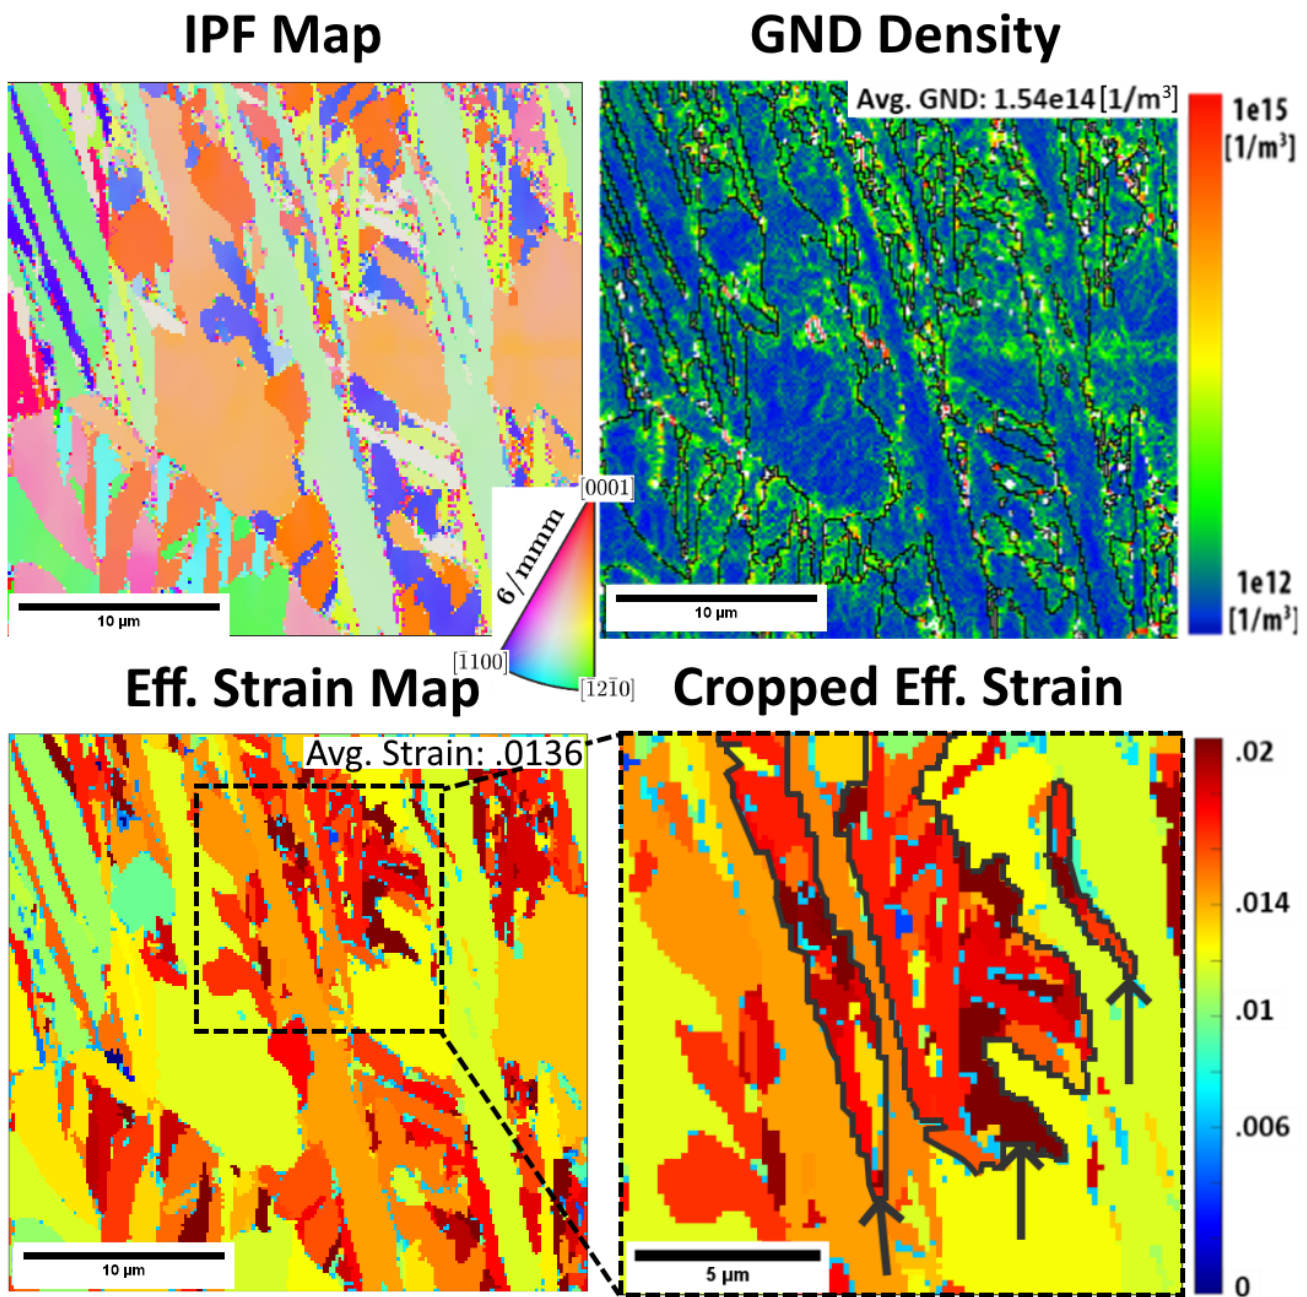 IPF Map
GND Density
Avg. GND: 1.54e14 [1/m³]
1e15
[1/m³]
1e12
[1/m³]
10 μm
10 μm
[0001]
6/mmm
[1̄100]
[1̄21̄0]
Eff. Strain Map
Cropped Eff. Strain
Avg. Strain: .0136
.02
.014
.01
.006
0
10 μm
5 μm